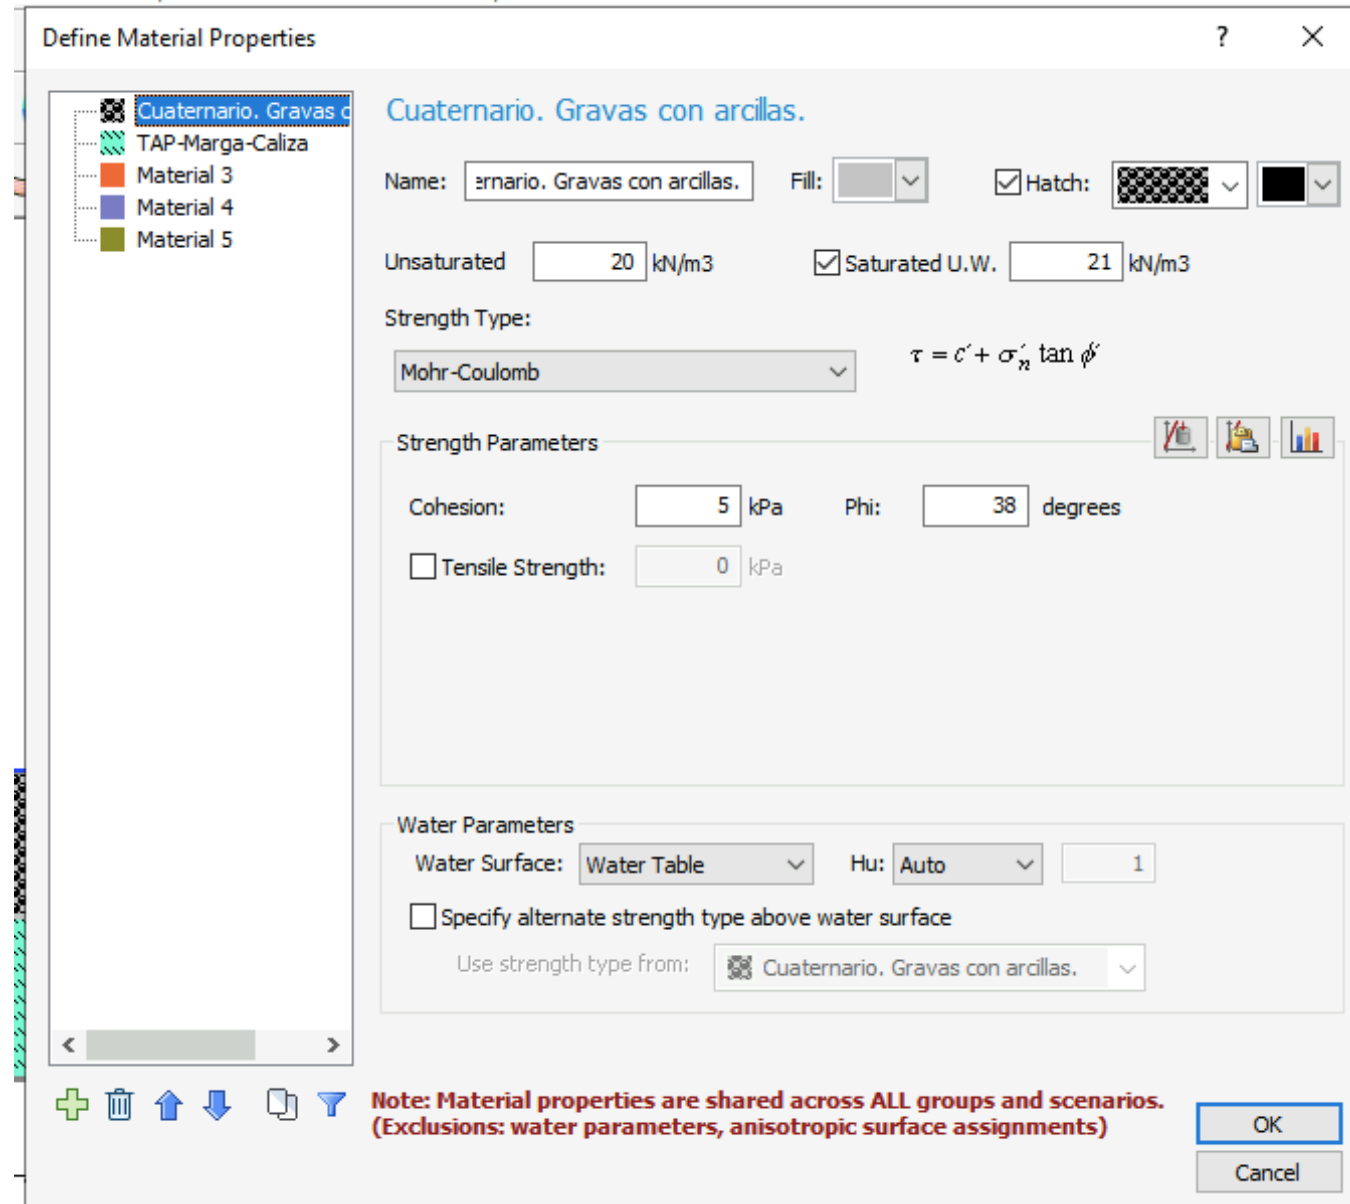 Define Material Properties ?
Cuaternario. Gravas c
TAP-Marga-Caliza
Material 3
Material 4
Material 5
Cuaternario. Gravas con arcillas.
Name: ernario. Gravas con arcillas. Fill: Hatch:
Unsaturated 20 kN/m3 Saturated U.W. 21 kN/m3
Strength Type:
Mohr-Coulomb τ = c′ + σ′n tan ϕ′
Strength Parameters
Cohesion: 5 kPa Phi: 38 degrees
Tensile Strength: 0 kPa
Water Parameters
Water Surface: Water Table Hu: Auto 1
Specify alternate strength type above water surface
Use strength type from: Cuaternario. Gravas con arcillas.
Note: Material properties are shared across ALL groups and scenarios.
(Exclusions: water parameters, anisotropic surface assignments)
OK
Cancel